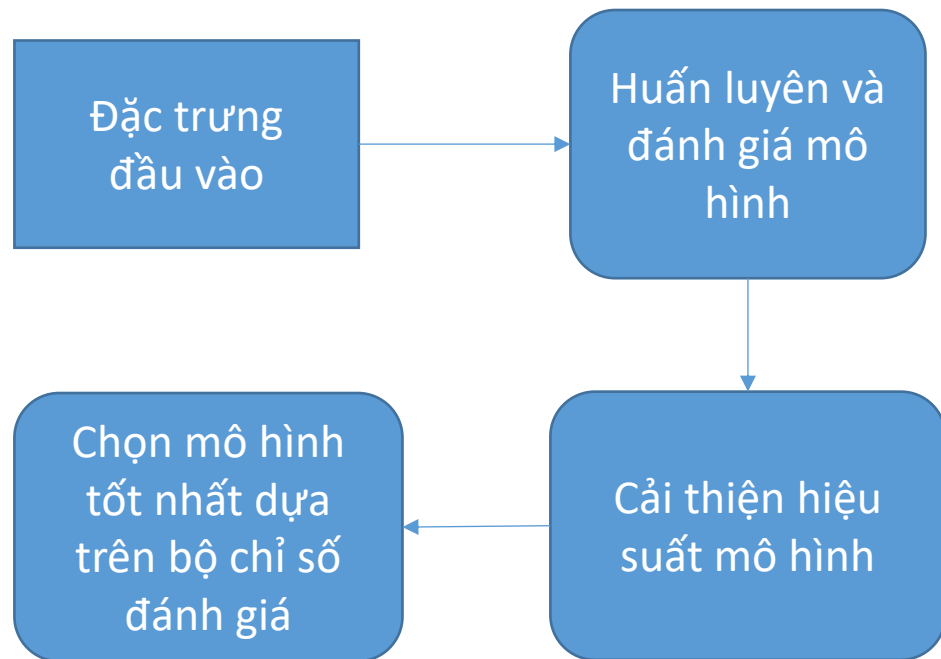 Đặc trưng
đầu vào
Huấn luyên và
đánh giá mô
hình
Cải thiện hiệu
suất mô hình
Chọn mô hình
tốt nhất dựa
trên bộ chỉ số
đánh giá